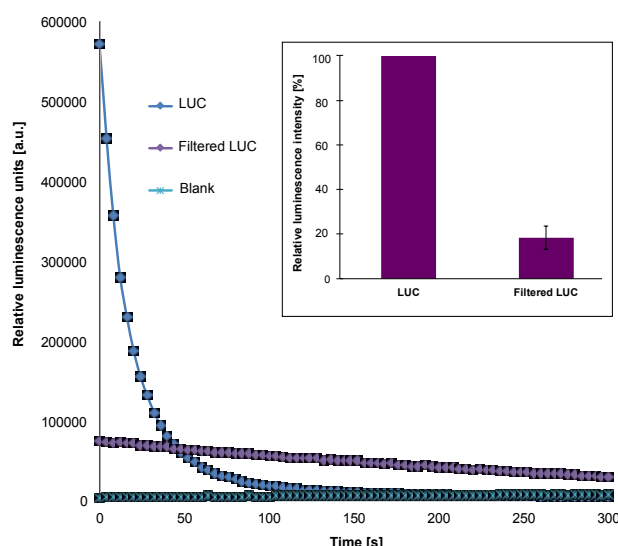 600000
500000
400000
300000
200000
100000
0
Relative luminescence units [a.u.]
LUC
Filtered LUC
Blank
100
80
60
40
20
0
Relative luminescence intensity [%]
LUC Filtered LUC
0 50 100 150 200 250 300
Time [s]